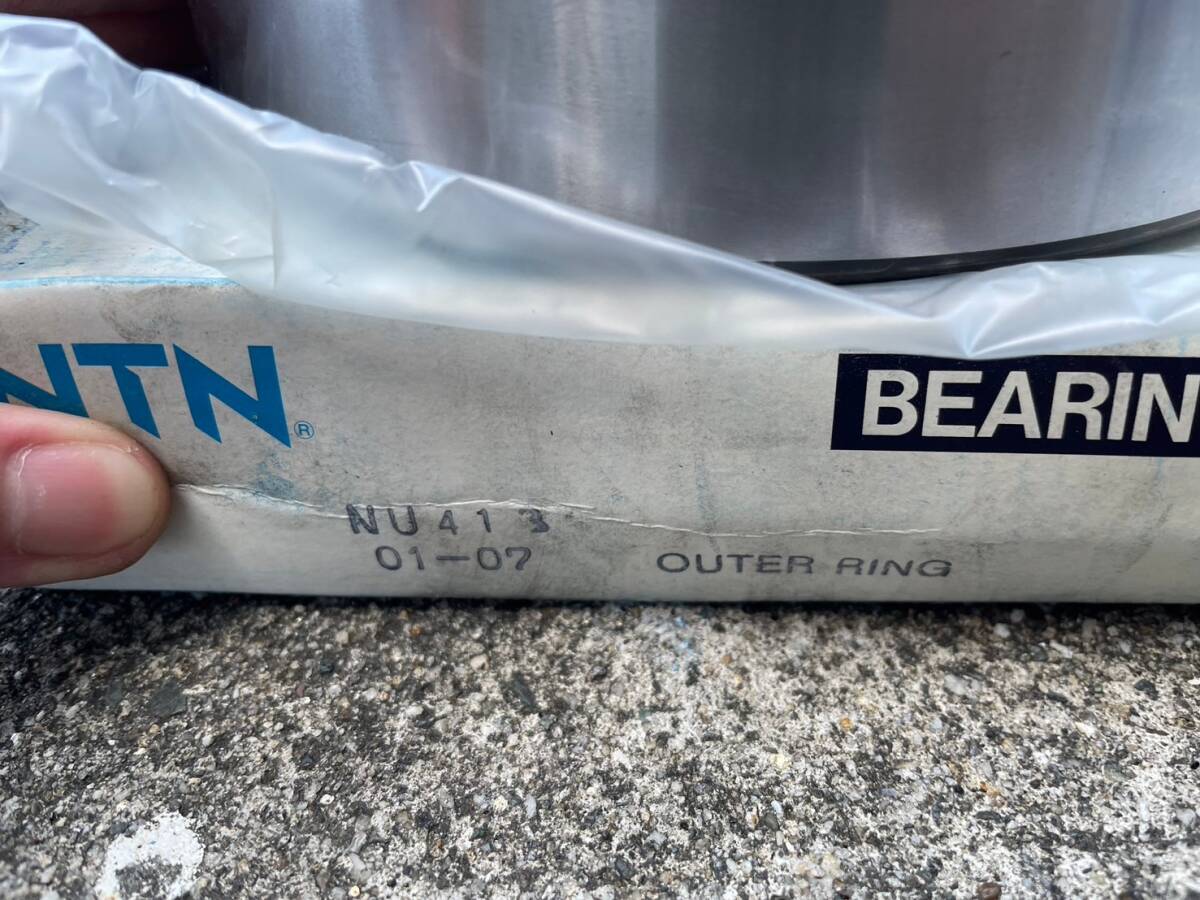 NTN®
BEARIN
NU413
01-07 OUTER RING